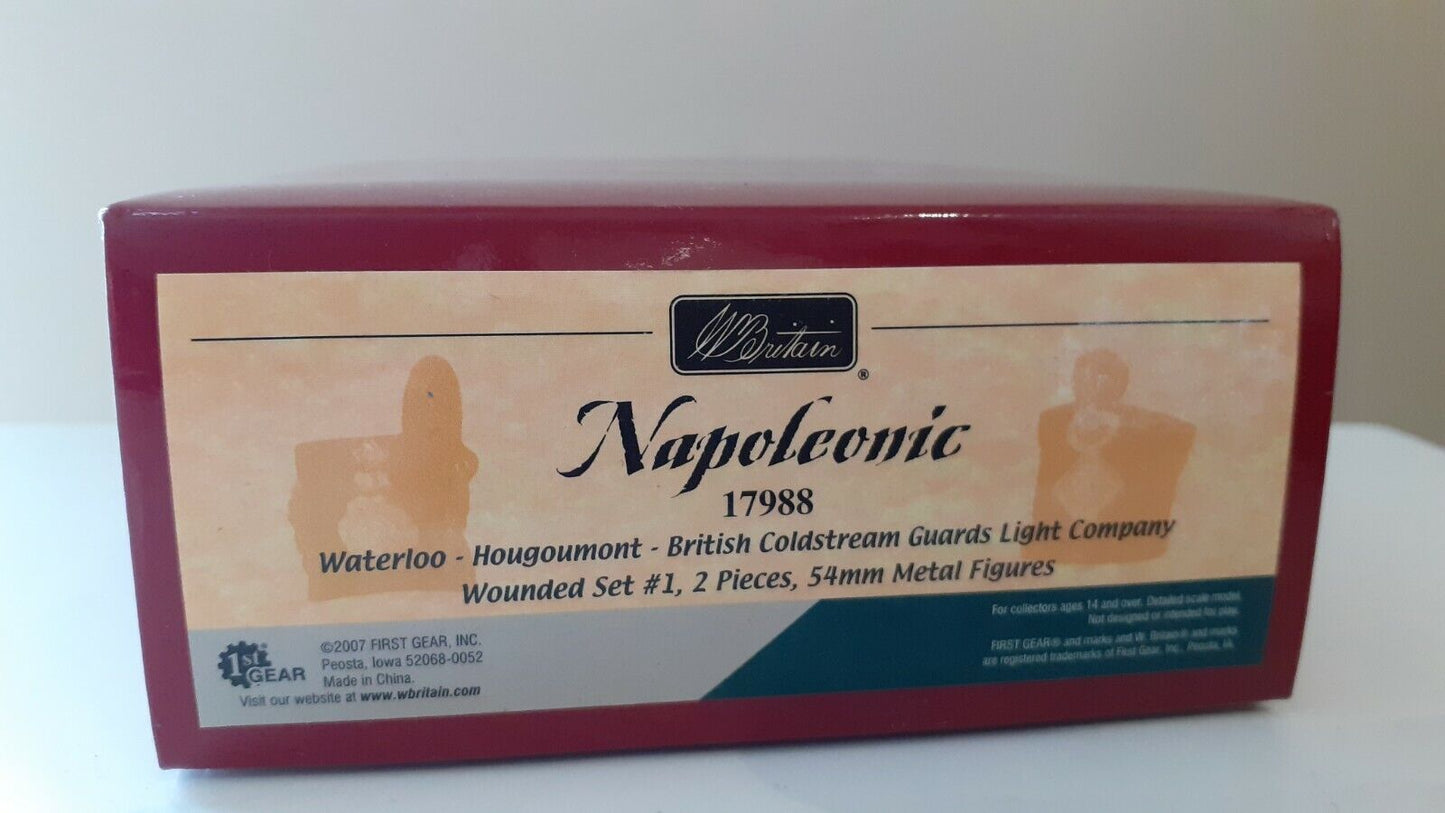 W Britain
®
Napoleonic
17988
Waterloo - Hougoumont - British Coldstream Guards Light Company
Wounded Set #1, 2 Pieces, 54mm Metal Figures
1st GEAR ®
©2007 FIRST GEAR, INC.
Peosta, Iowa 52068-0052
Made in China.
Visit our website at www.wbritain.com
For collectors ages 14 and over. Detailed scale model.
Not designed or intended for play.
FIRST GEAR® and marks and W. Britain® and marks
are registered trademarks of First Gear, Inc., Peosta, IA.